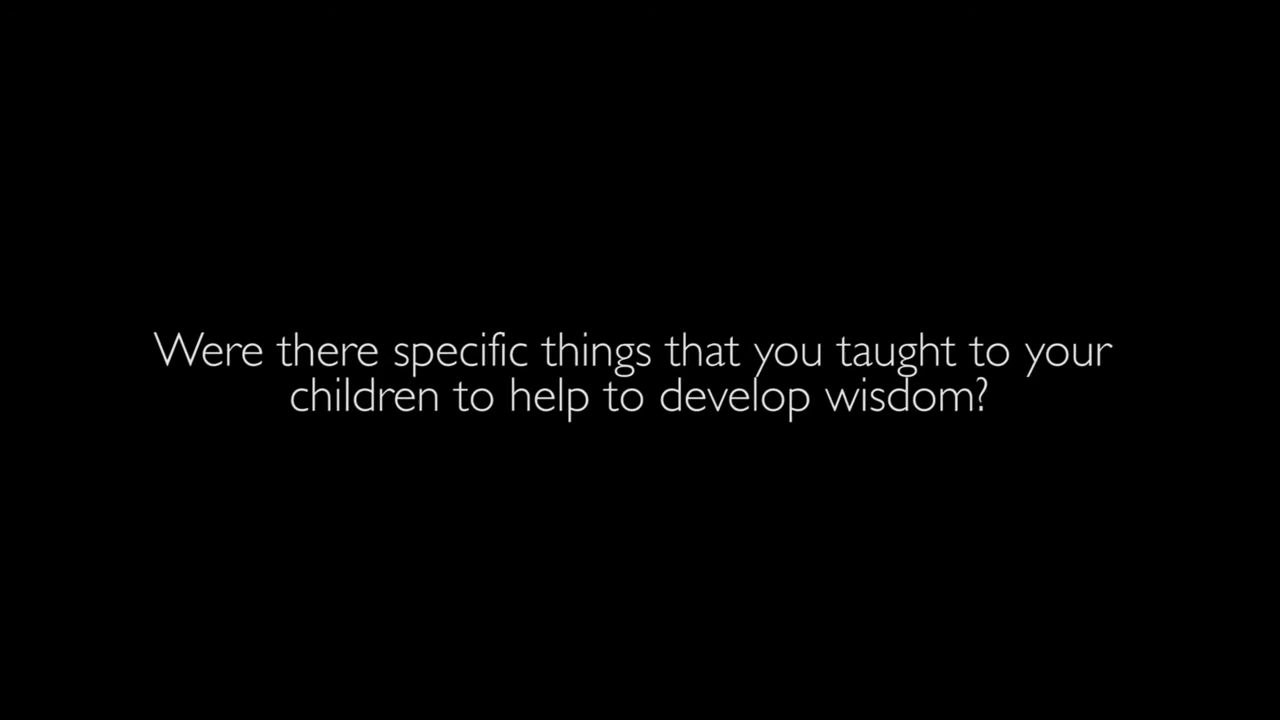 Were there specific things that you taught to your
children to help to develop wisdom?